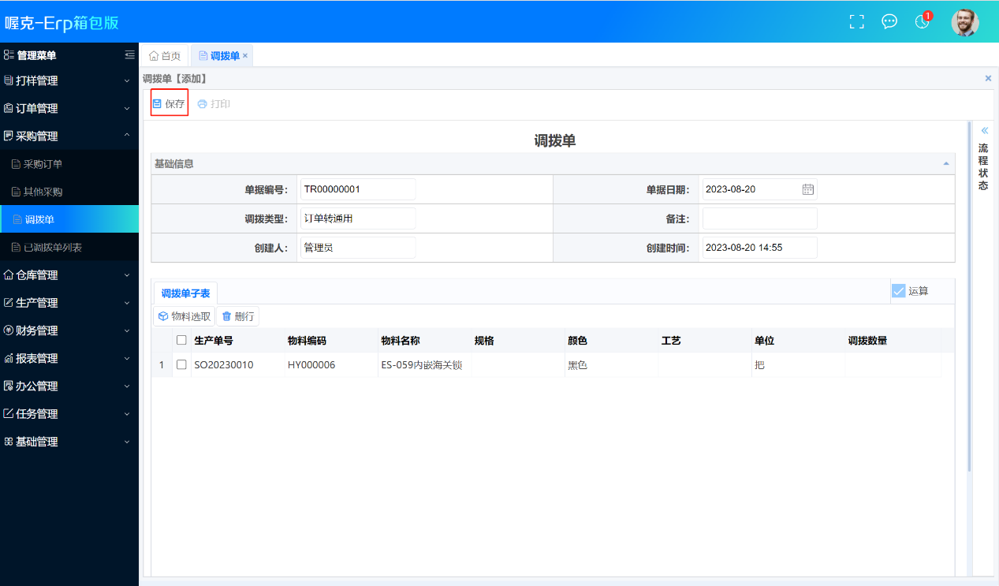 喔克-Erp箱包版
1
管理菜单
打样管理
订单管理
采购管理
采购订单
其他采购
调拨单
已调拨单列表
仓库管理
生产管理
财务管理
报表管理
办公管理
任务管理
基础管理
首页
调拨单 ×
调拨单【添加】
保存
打印
调拨单
基础信息
单据编号: TR00000001 单据日期: 2023-08-20
调拨类型: 订单转通用 备注:
创建人: 管理员 创建时间: 2023-08-20 14:55
调拨单子表
运算
物料选取 删行
生产单号 物料编码 物料名称 规格 颜色 工艺 单位 调拨数量
1 SO20230010 HY000006 ES-059内嵌海关锁 黑色 把
流程状态